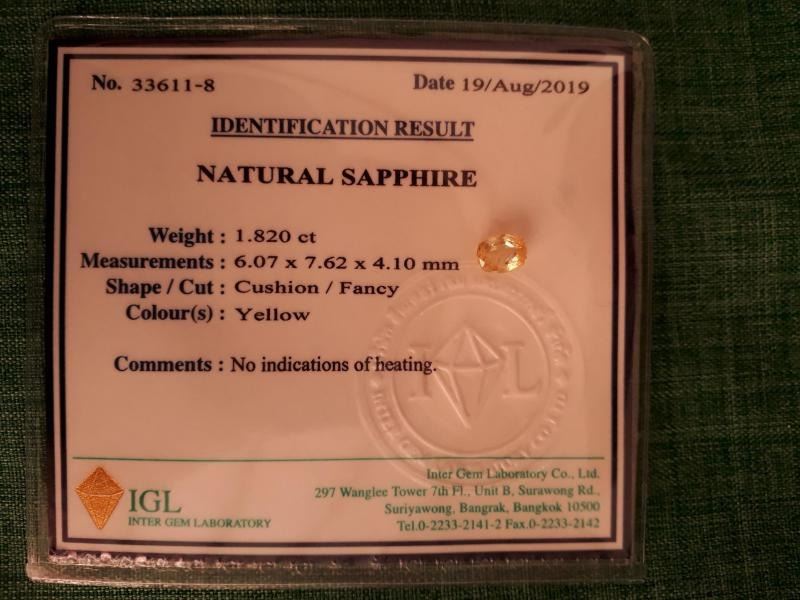 No. 33611-8 Date 19/Aug/2019
IDENTIFICATION RESULT
NATURAL SAPPHIRE
Weight : 1.820 ct
Measurements : 6.07 x 7.62 x 4.10 mm
Shape / Cut : Cushion / Fancy
Colour(s) : Yellow
Comments : No indications of heating.
IGL
IGL
INTER GEM LABORATORY
Inter Gem Laboratory Co., Ltd.
297 Wanglee Tower 7th Fl., Unit B, Surawong Rd.,
Suriyawong, Bangrak, Bangkok 10500
Tel.0-2233-2141-2 Fax.0-2233-2142